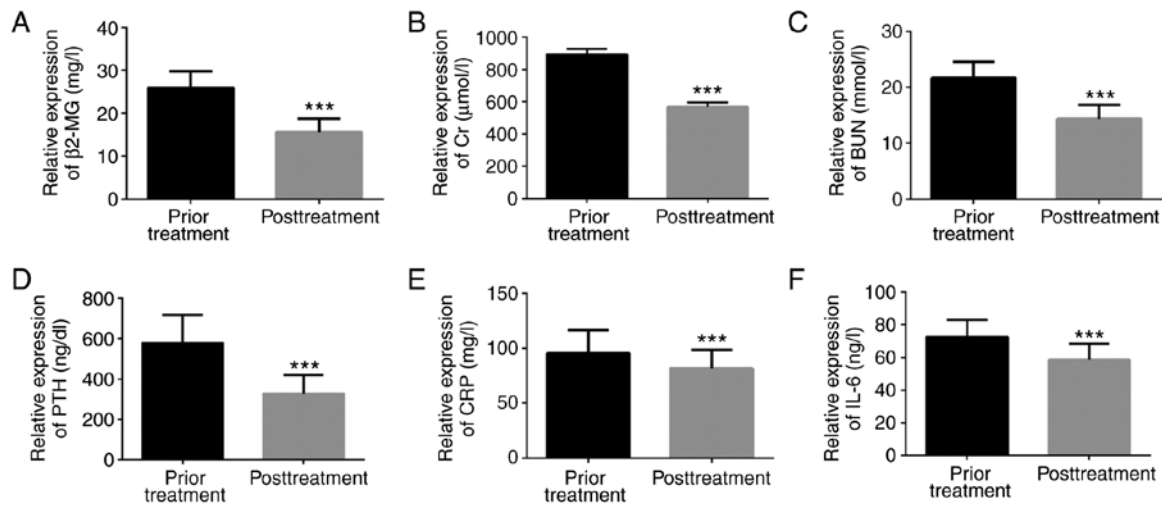 A
Relative expression
of β2-MG (mg/l)
40
30
20
10
0
***
Prior
treatment
Posttreatment
B
Relative expression
of Cr (μmol/l)
1000
800
600
400
200
0
***
Prior
treatment
Posttreatment
C
Relative expression
of BUN (mmol/l)
30
20
10
0
***
Prior
treatment
Posttreatment
D
Relative expression
of PTH (ng/dl)
800
600
400
200
0
***
Prior
treatment
Posttreatment
E
Relative expression
of CRP (mg/l)
150
100
50
0
***
Prior
treatment
Posttreatment
F
Relative expression
of IL-6 (ng/l)
100
80
60
40
20
0
***
Prior
treatment
Posttreatment